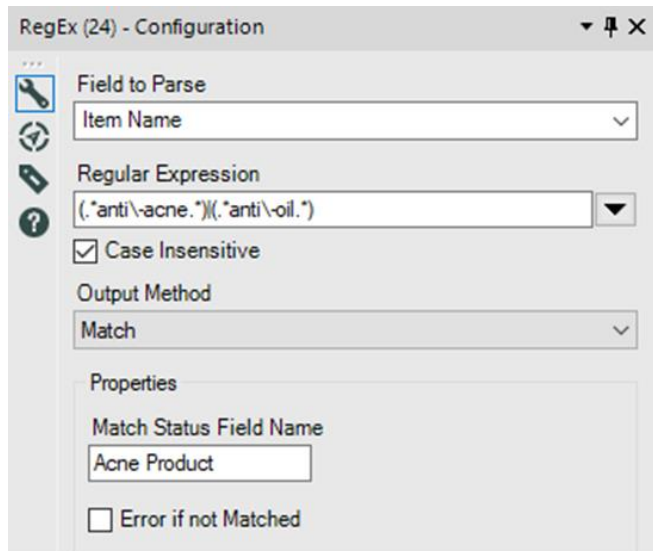 RegEx (24) - Configuration
Field to Parse
Item Name
Regular Expression
(.*anti\-acne.*)|(.*anti\-oil.*)
Case Insensitive
Output Method
Match
Properties
Match Status Field Name
Acne Product
Error if not Matched